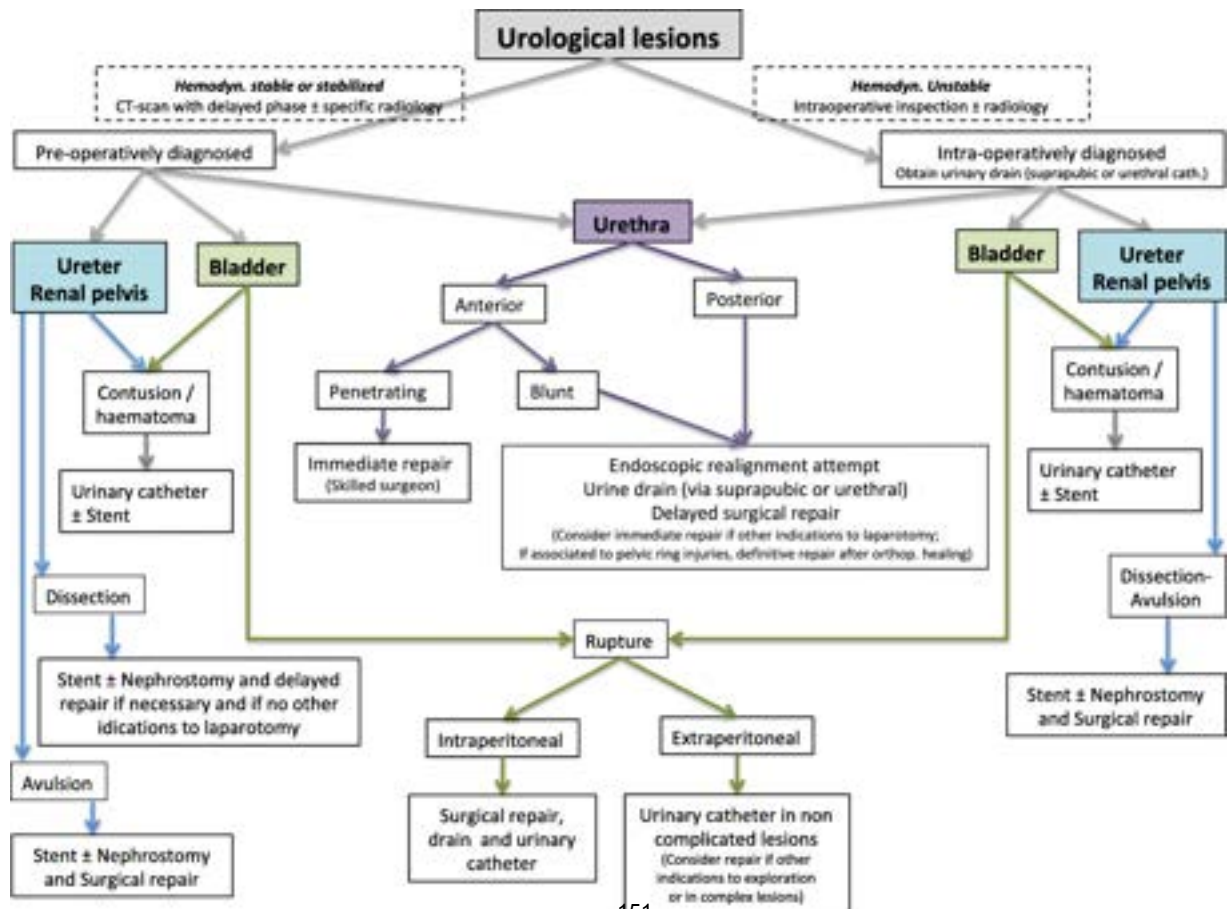 Urological lesions
Hemodyn. stable or stabilized
CT-scan with delayed phase ± specific radiology
Hemodyn. Unstable
Intraoperative inspection ± radiology
Pre-operatively diagnosed
Intra-operatively diagnosed
Obtain urinary drain (suprapubic or urethral cath.)
Urethra
Ureter
Renal pelvis
Bladder
Bladder
Ureter
Renal pelvis
Anterior
Posterior
Contusion /
haematoma
Penetrating
Blunt
Contusion /
haematoma
Urinary catheter
± Stent
Immediate repair
(Skilled surgeon)
Endoscopic realignment attempt
Urine drain (via suprapubic or urethral)
Delayed surgical repair
(Consider immediate repair if other indications to laparotomy;
If associated to pelvic ring injuries, definitive repair after orthop. healing)
Urinary catheter
± Stent
Dissection
Dissection-
Avulsion
Rupture
Stent ± Nephrostomy and delayed
repair if necessary and if no other
idications to laparotomy
Stent ± Nephrostomy
and Surgical repair
Intraperitoneal
Extraperitoneal
Avulsion
Surgical repair,
drain and urinary
catheter
Urinary catheter in non
complicated lesions
(Consider repair if other
indications to exploration
or in complex lesions)
Stent ± Nephrostomy
and Surgical repair
151